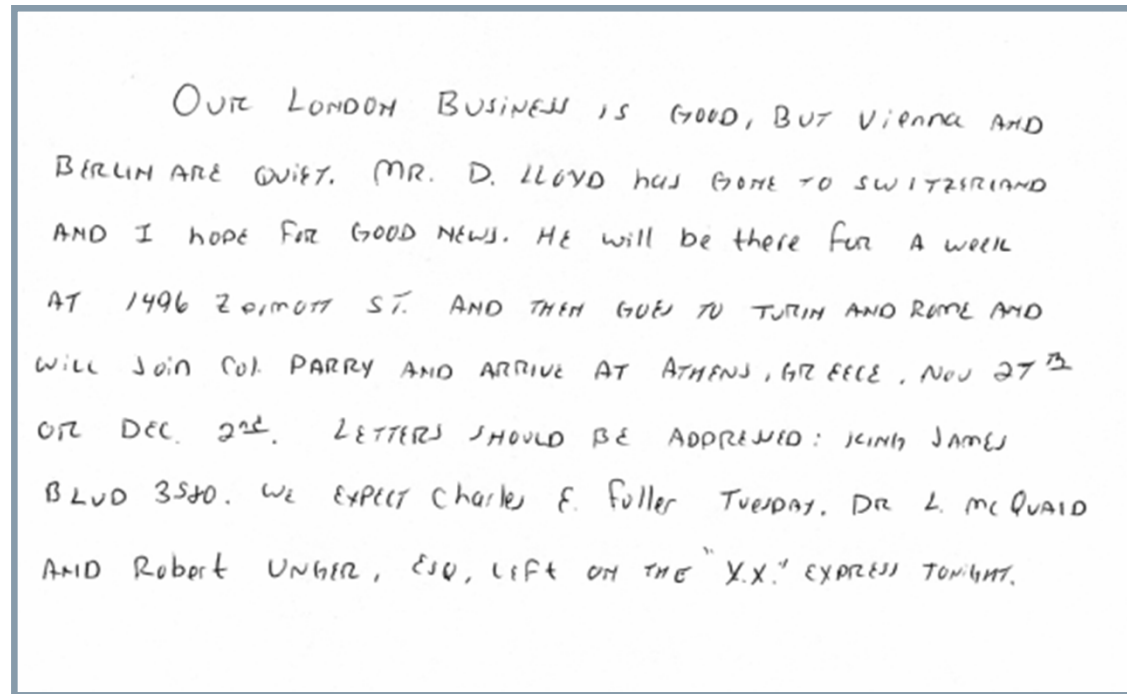 OUR LONDON BUSINESS IS GOOD, BUT Vienna AND
BERLIN ARE QUIET. MR. D. LLOYD has GONE TO SWITZERLAND
AND I hope FOR GOOD NEWS. HE will be there for A week
AT 1496 Zermott ST. AND THEN GOES TO TURIN AND ROME AND
WILL Join Col. PARRY AND ARRIVE AT ATHENS, GREECE, NOV 27th
OR DEC. 2nd. LETTERS SHOULD BE ADDRESSED: KING JAMES
BLVD 3580. WE EXPECT Charles E. Fuller TUESDAY. DR L. McQUAID
AND Robert UNGER, ESQ, LEFt ON THE "Y.X." EXPRESS TONIGHT.